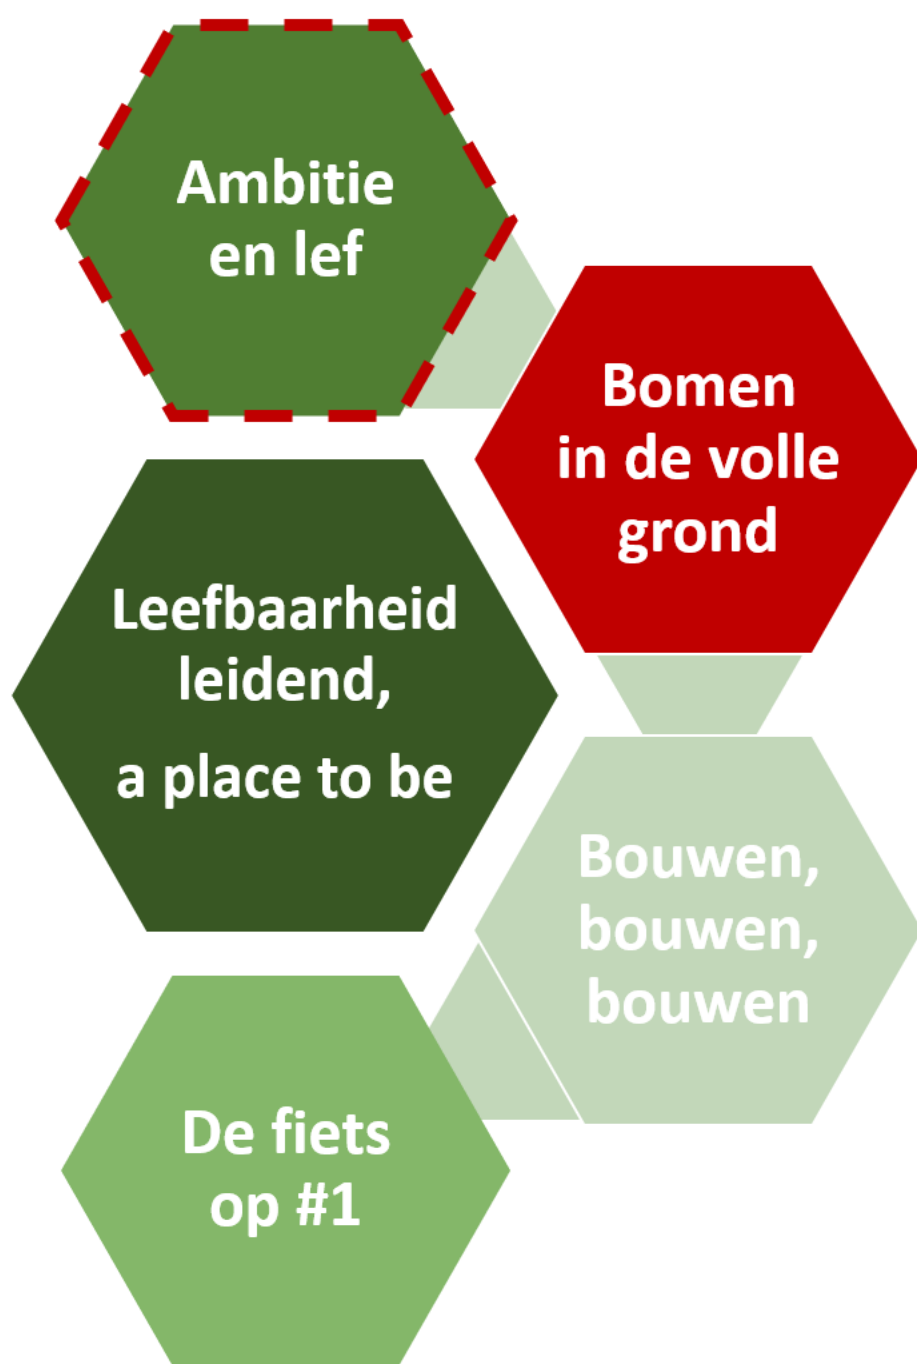 Ambitie
en lef
Bomen
in de volle
grond
Leefbaarheid
leidend,
a place to be
Bouwen,
bouwen,
bouwen
De fiets
op #1